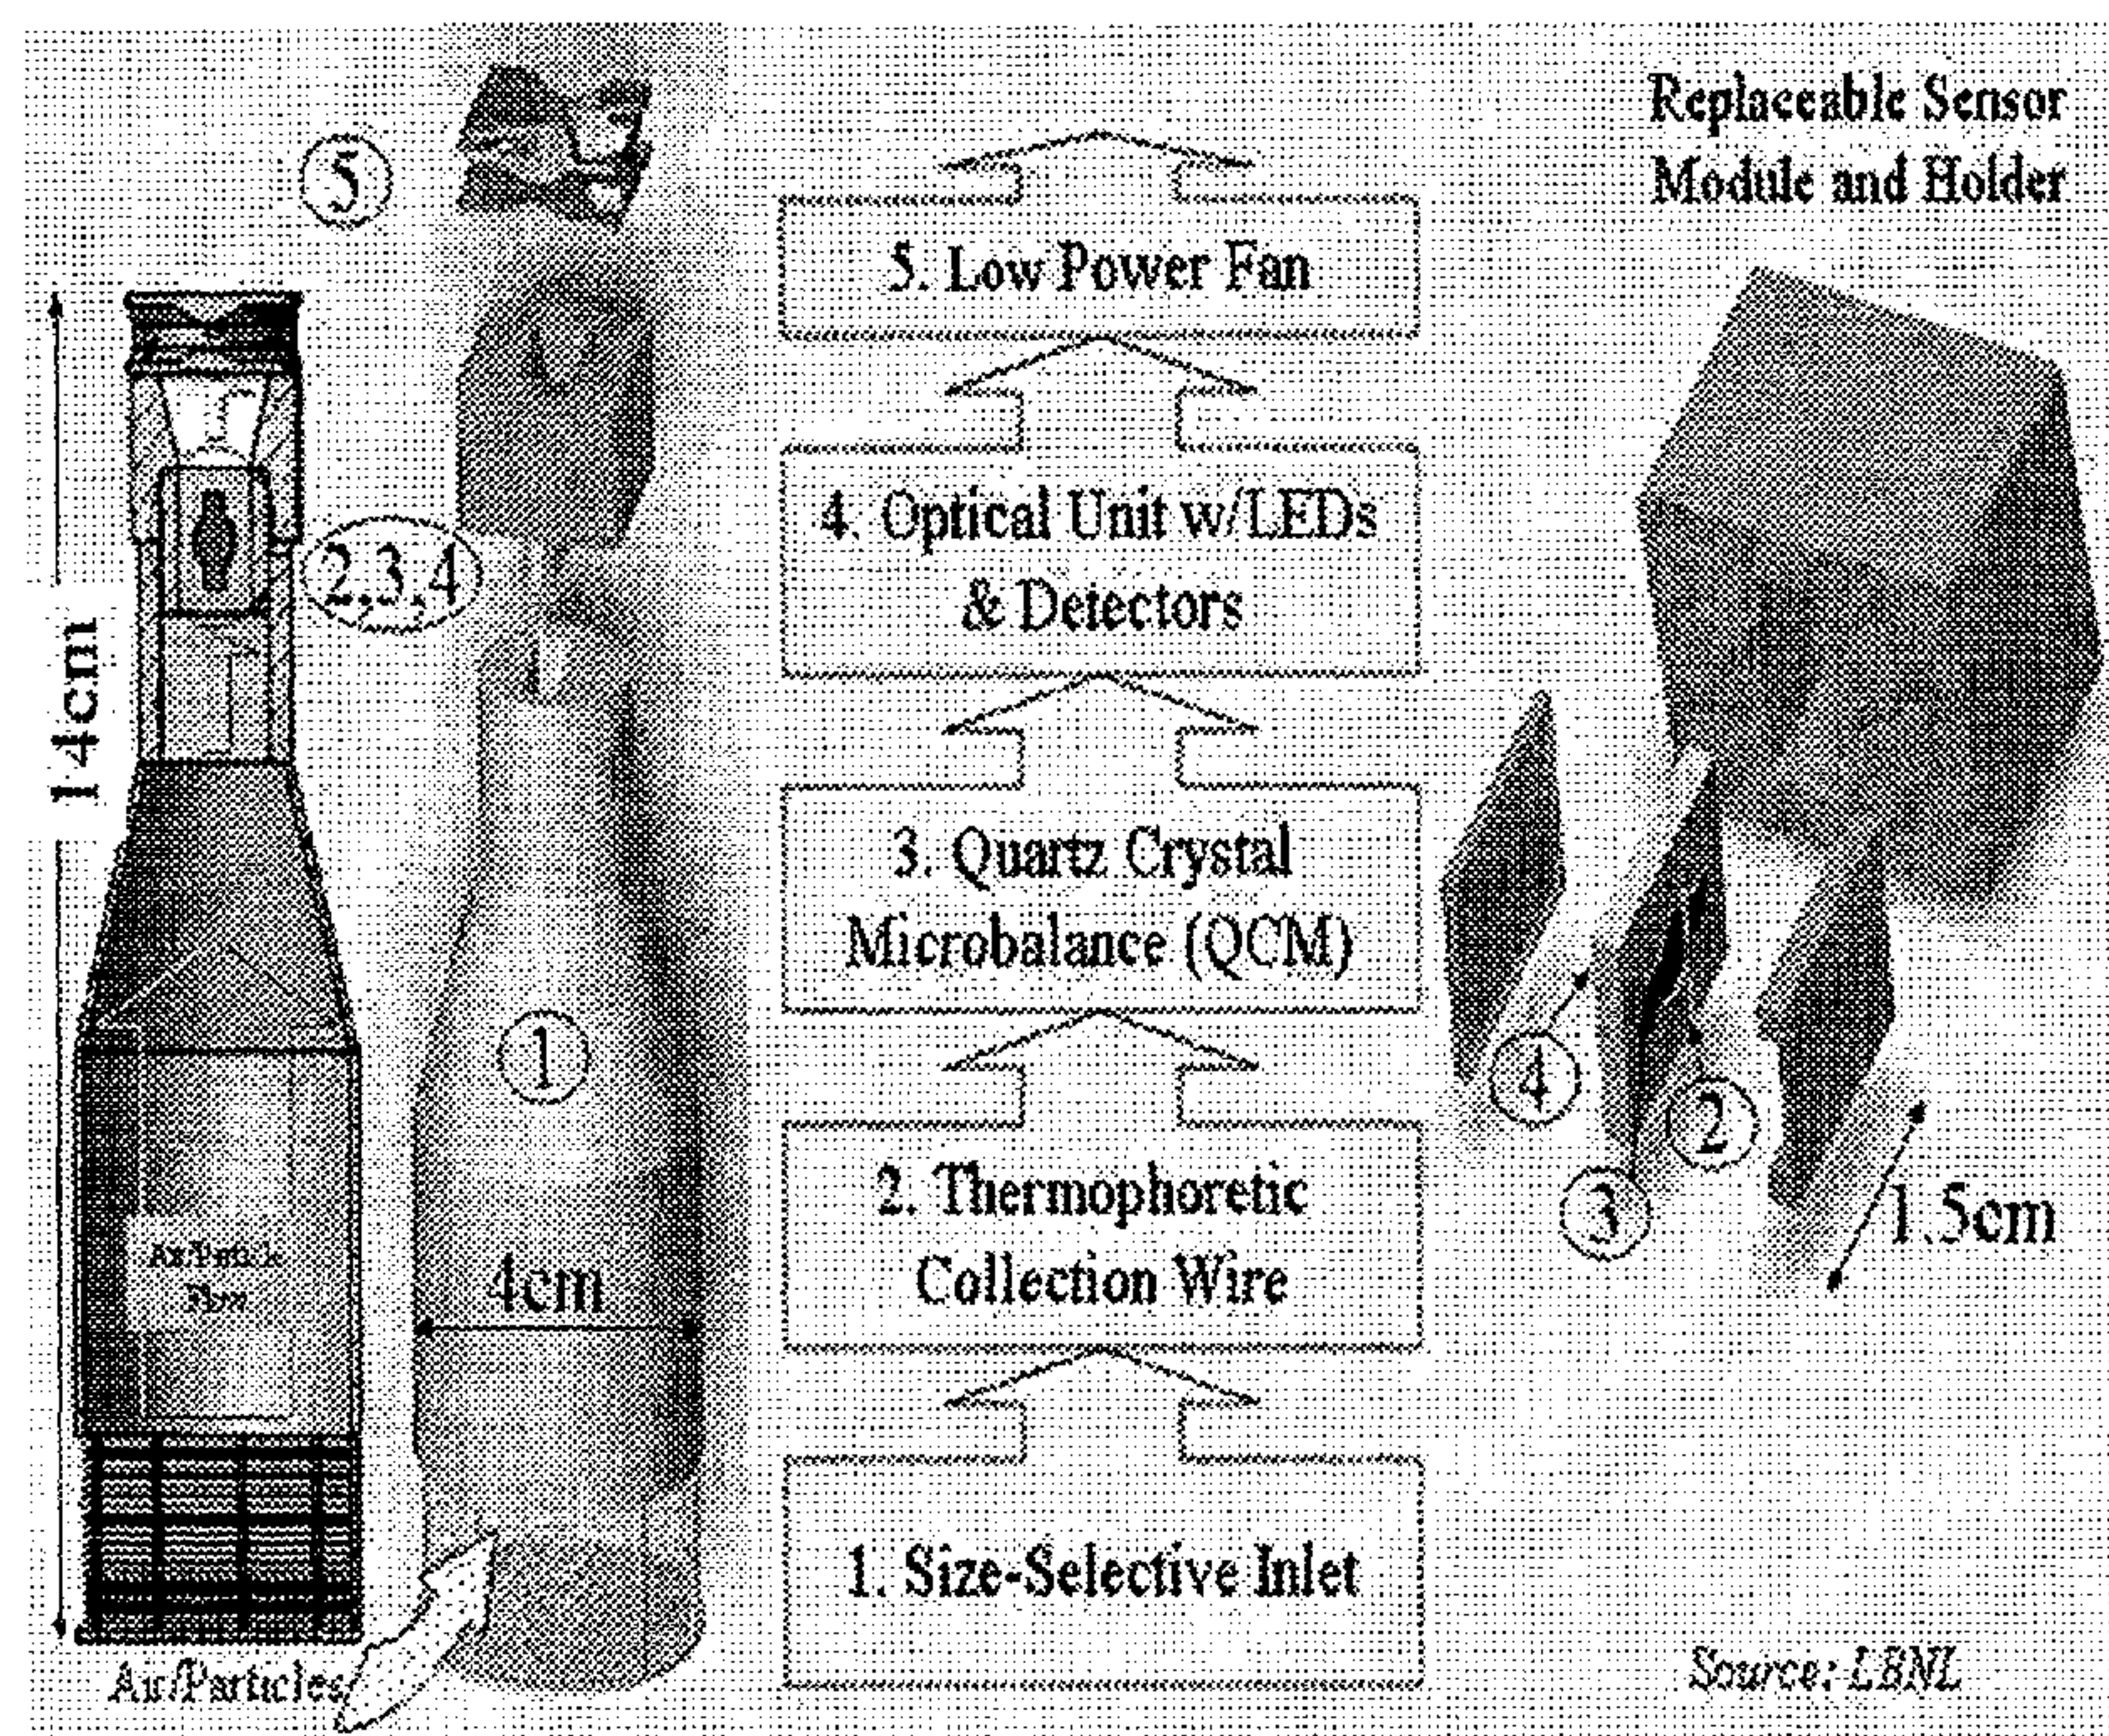 Replaceable Sensor
Module and Holder
5
5. Low Power Fan
4. Optical Unit w/LEDs
& Detectors
2,3,4
14cm
3. Quartz Crystal
Microbalance (QCM)
1
4
2
3
1.5cm
2. Thermophoretic
Collection Wire
4cm
Flow
1. Size-Selective Inlet
Air/Particles
Source: LBNL